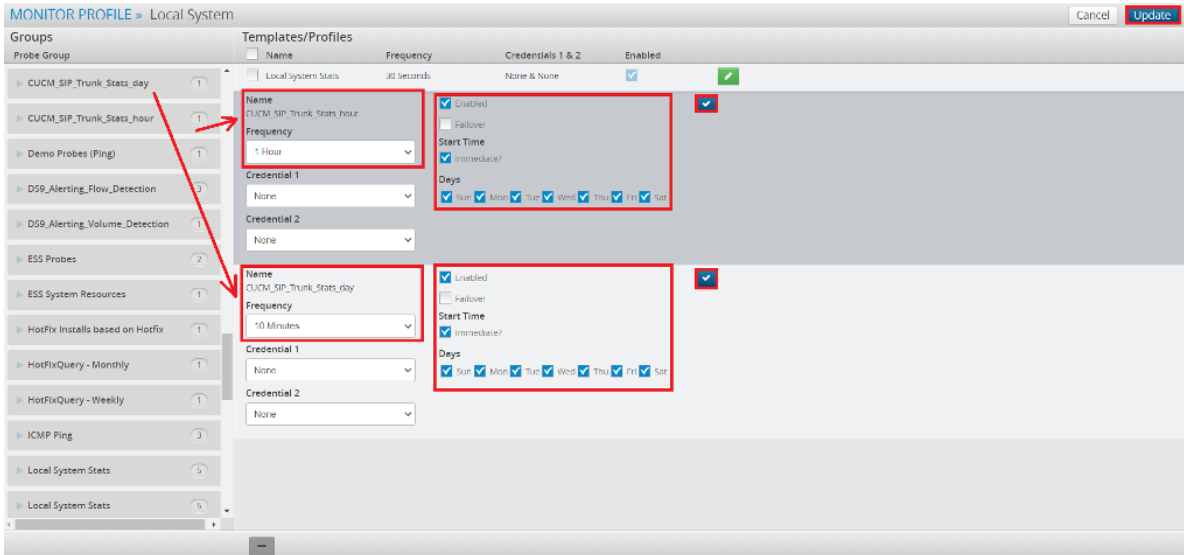 MONITOR PROFILE » Local System
Cancel
Update
Groups
Probe Group
CUCM_SIP_Trunk_Stats_day 1
CUCM_SIP_Trunk_Stats_hour 1
Demo Probes (Ping) 1
DS9_Alerting_Flow_Detection 3
DS9_Alerting_Volume_Detection 1
ESS Probes 2
ESS System Resources 1
HotFix Installs based on Hotfix 1
HotFixQuery - Monthly 1
HotFixQuery - Weekly 1
ICMP Ping 3
Local System Stats 5
Local System Stats 5
Templates/Profiles
Name Frequency Credentials 1 & 2 Enabled
Local System Stats 30 Seconds None & None
Name
CUCM_SIP_Trunk_Stats_hour
Frequency
1 Hour
Credential 1
None
Credential 2
None
Enabled
Failover
Start Time
Immediate?
Days
Sun Mon Tue Wed Thu Fri Sat
Name
CUCM_SIP_Trunk_Stats_day
Frequency
10 Minutes
Credential 1
None
Credential 2
None
Enabled
Failover
Start Time
Immediate?
Days
Sun Mon Tue Wed Thu Fri Sat